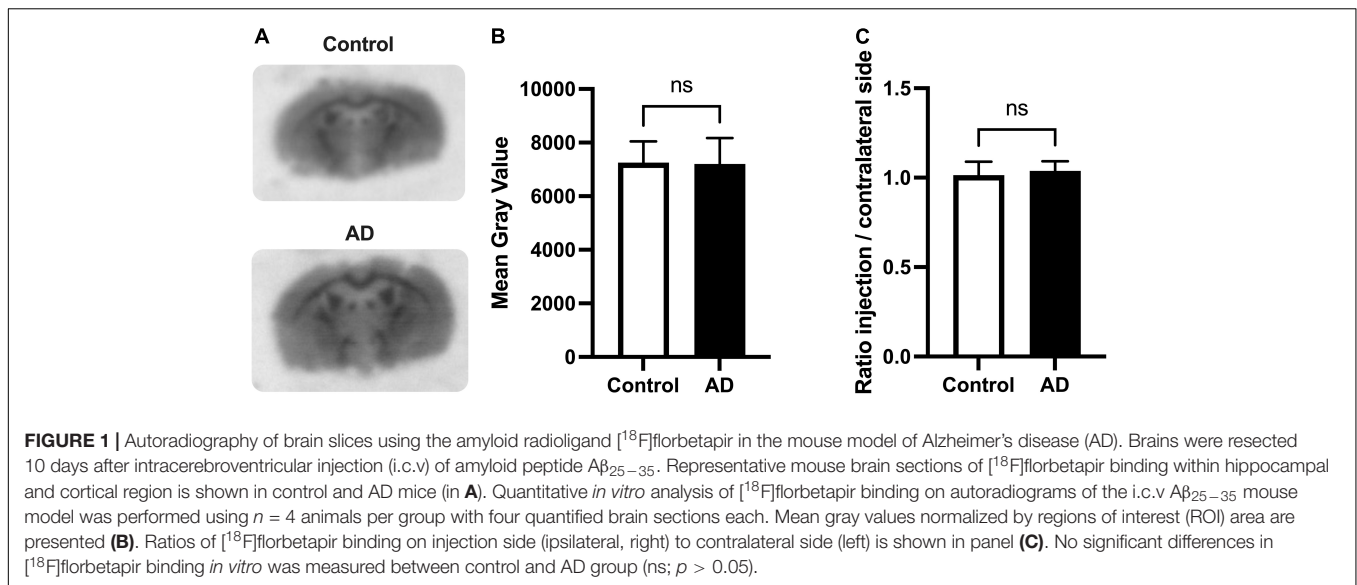 A
Control
AD
B
Mean Gray Value
10000
8000
6000
4000
2000
0
ns
Control AD
C
Ratio injection / contralateral side
1.5
1.0
0.5
0.0
ns
Control AD
FIGURE 1 | Autoradiography of brain slices using the amyloid radioligand [¹⁸F]florbetapir in the mouse model of Alzheimer's disease (AD). Brains were resected
10 days after intracerebroventricular injection (i.c.v) of amyloid peptide Aβ₂₅₋₃₅. Representative mouse brain sections of [¹⁸F]florbetapir binding within hippocampal
and cortical region is shown in control and AD mice (in A). Quantitative in vitro analysis of [¹⁸F]florbetapir binding on autoradiograms of the i.c.v Aβ₂₅₋₃₅ mouse
model was performed using n = 4 animals per group with four quantified brain sections each. Mean gray values normalized by regions of interest (ROI) area are
presented (B). Ratios of [¹⁸F]florbetapir binding on injection side (ipsilateral, right) to contralateral side (left) is shown in panel (C). No significant differences in
[¹⁸F]florbetapir binding in vitro was measured between control and AD group (ns; p > 0.05).